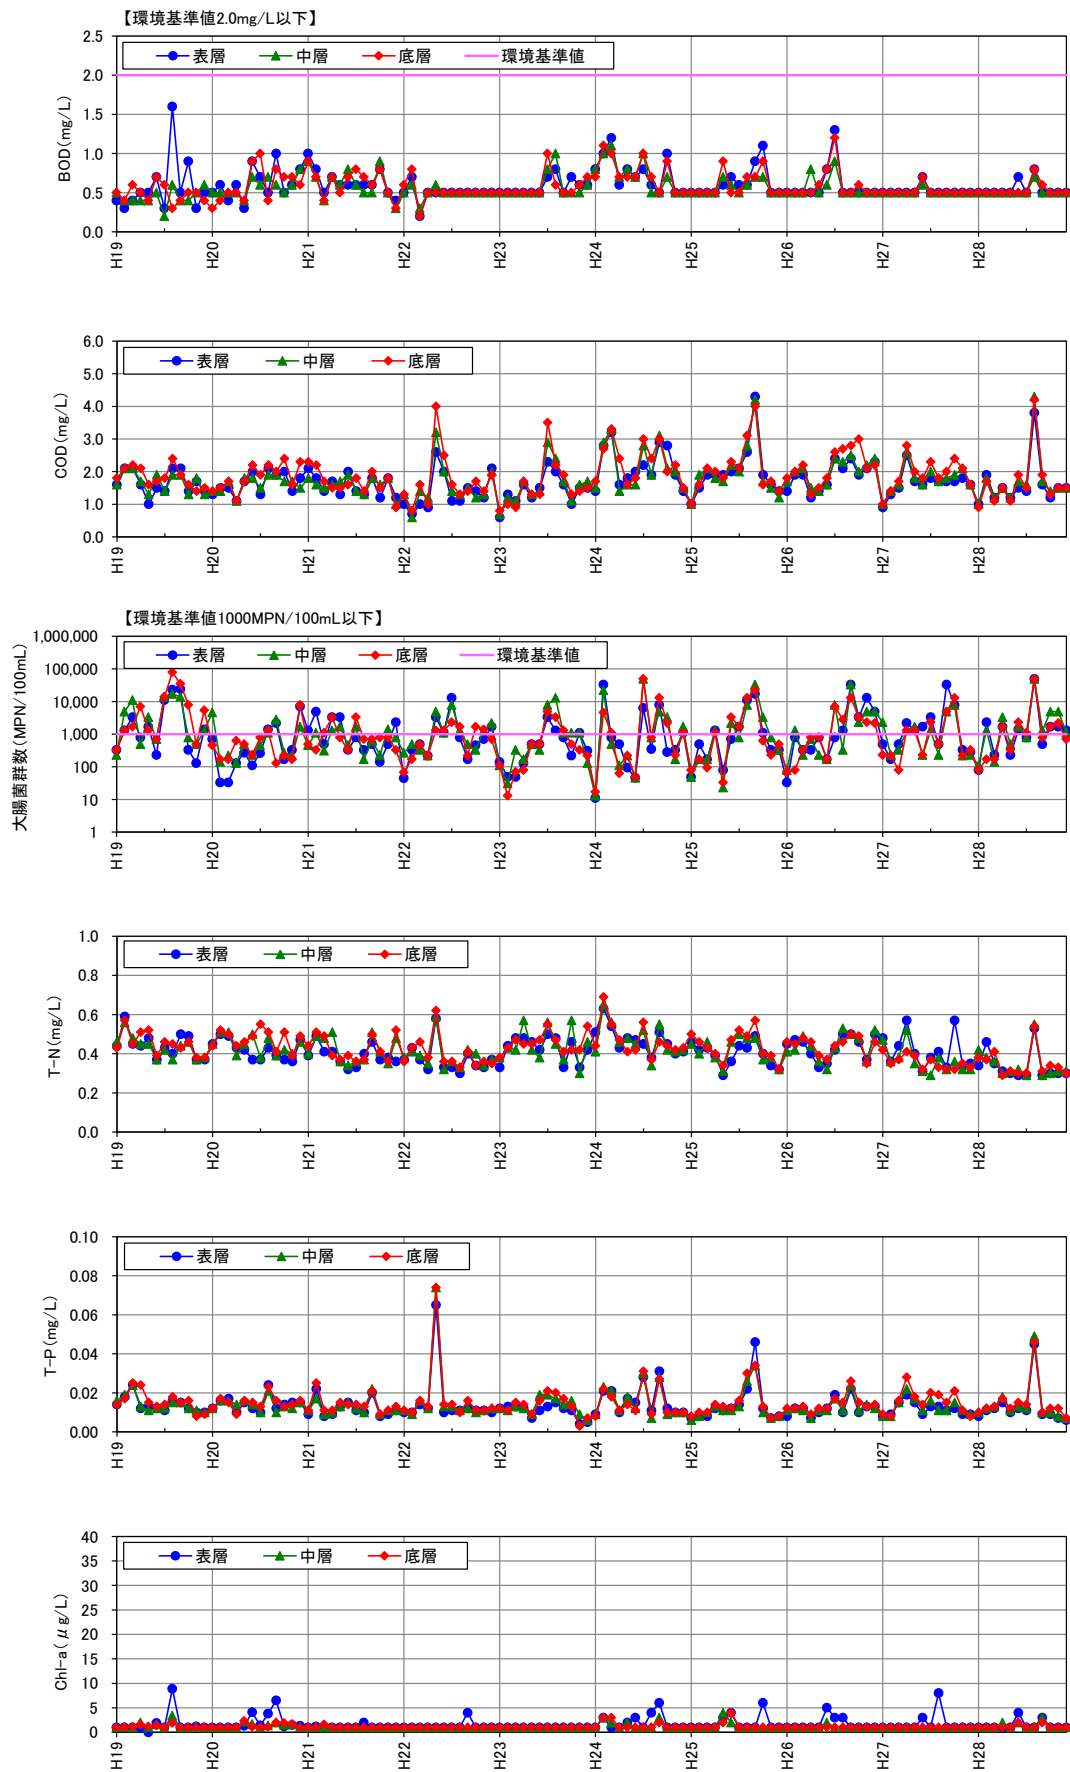 【環境基準値2.0mg/L以下】
表層 中層 底層 環境基準値
BOD(mg/L)
2.5
2.0
1.5
1.0
0.5
0.0
H19 H20 H21 H22 H23 H24 H25 H26 H27 H28
表層 中層 底層
COD(mg/L)
6.0
5.0
4.0
3.0
2.0
1.0
0.0
H19 H20 H21 H22 H23 H24 H25 H26 H27 H28
【環境基準値1000MPN/100mL以下】
表層 中層 底層 環境基準値
大腸菌群数(MPN/100mL)
1,000,000
100,000
10,000
1,000
100
10
1
H19 H20 H21 H22 H23 H24 H25 H26 H27 H28
表層 中層 底層
T-N(mg/L)
1.0
0.8
0.6
0.4
0.2
0.0
H19 H20 H21 H22 H23 H24 H25 H26 H27 H28
表層 中層 底層
T-P(mg/L)
0.10
0.08
0.06
0.04
0.02
0.00
H19 H20 H21 H22 H23 H24 H25 H26 H27 H28
表層 中層 底層
Chl-a(μg/L)
40
35
30
25
20
15
10
5
0
H19 H20 H21 H22 H23 H24 H25 H26 H27 H28